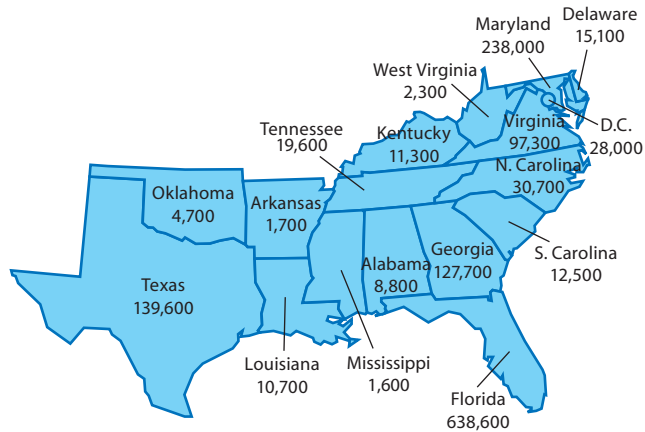 Maryland
238,000
Delaware
15,100
West Virginia
2,300
Tennessee
19,600
Kentucky
11,300
Virginia
97,300
D.C.
28,000
N. Carolina
30,700
Oklahoma
4,700
Arkansas
1,700
S. Carolina
12,500
Georgia
127,700
Alabama
8,800
Texas
139,600
Louisiana
10,700
Mississippi
1,600
Florida
638,600